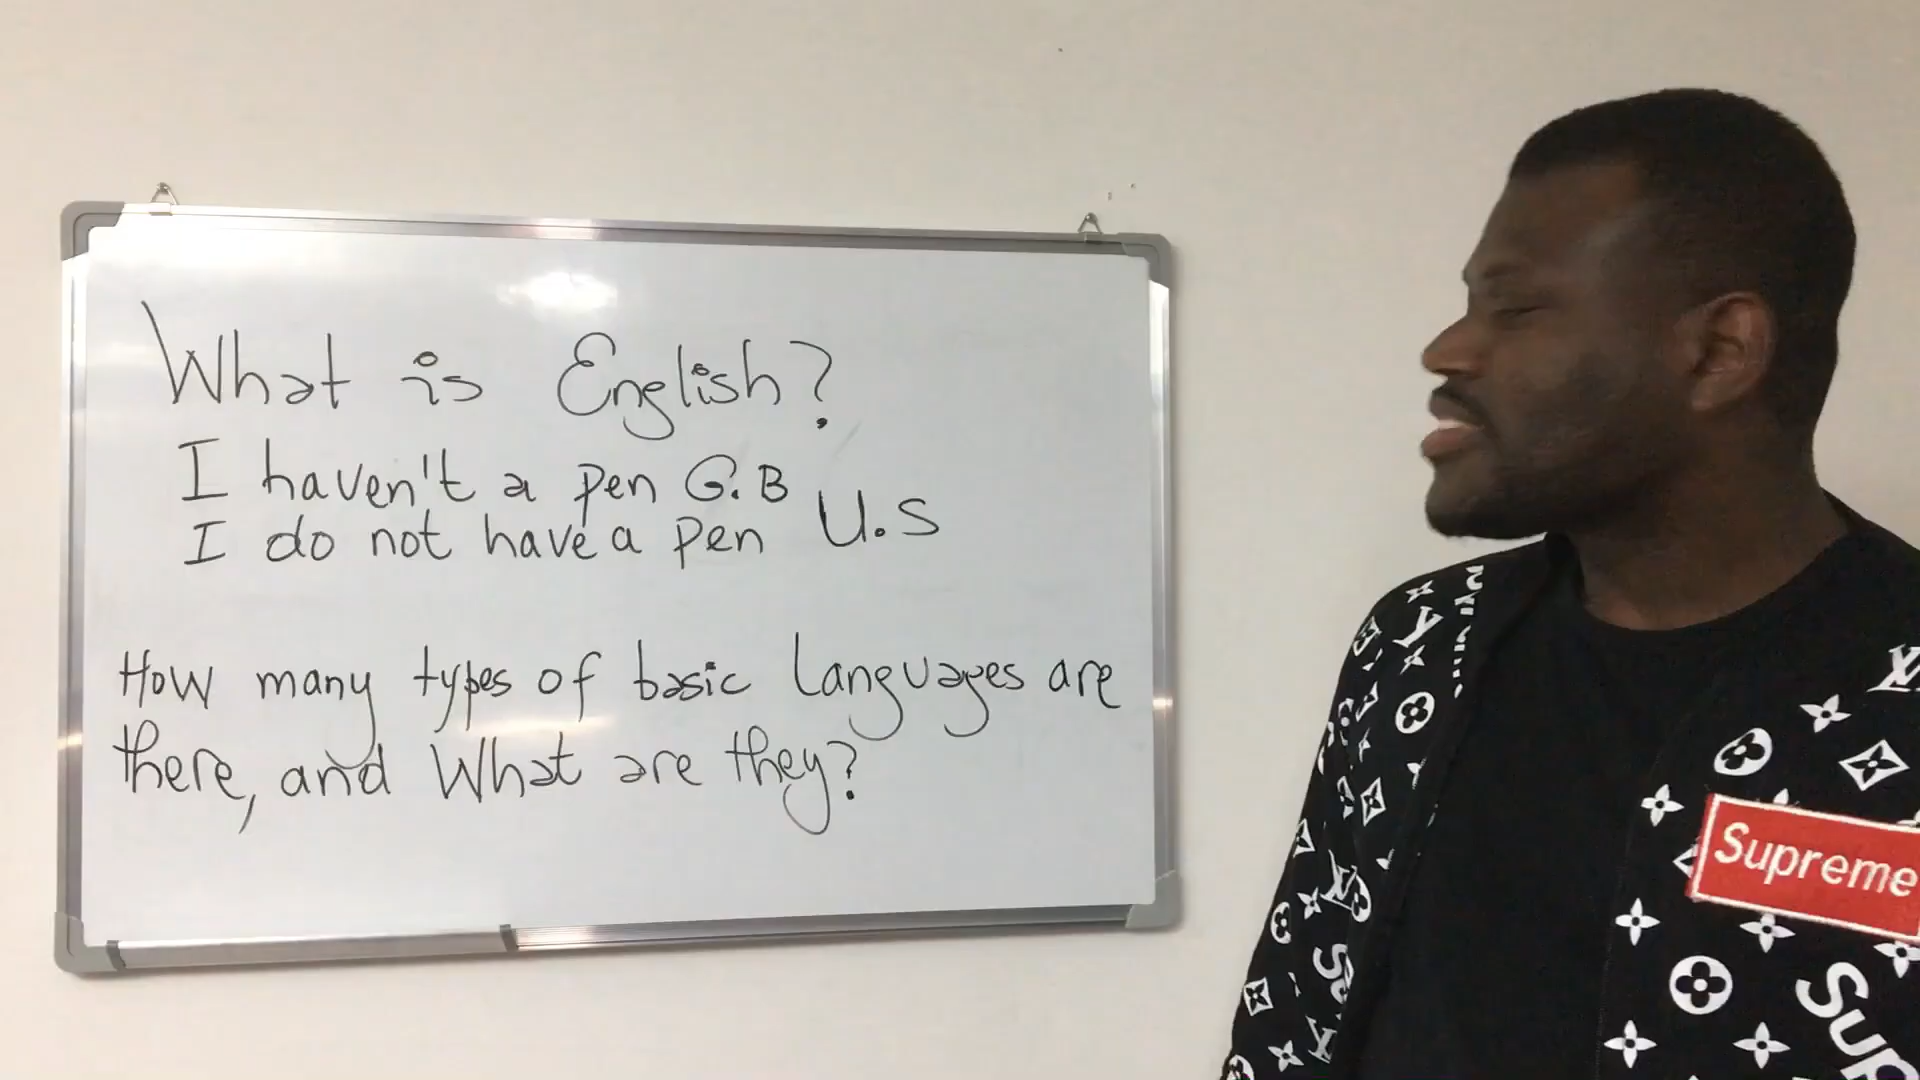 What is English?
I haven't a pen G.B
I do not have a pen U.S
How many types of basic languages are
there, and What are they?
Supreme
Sup